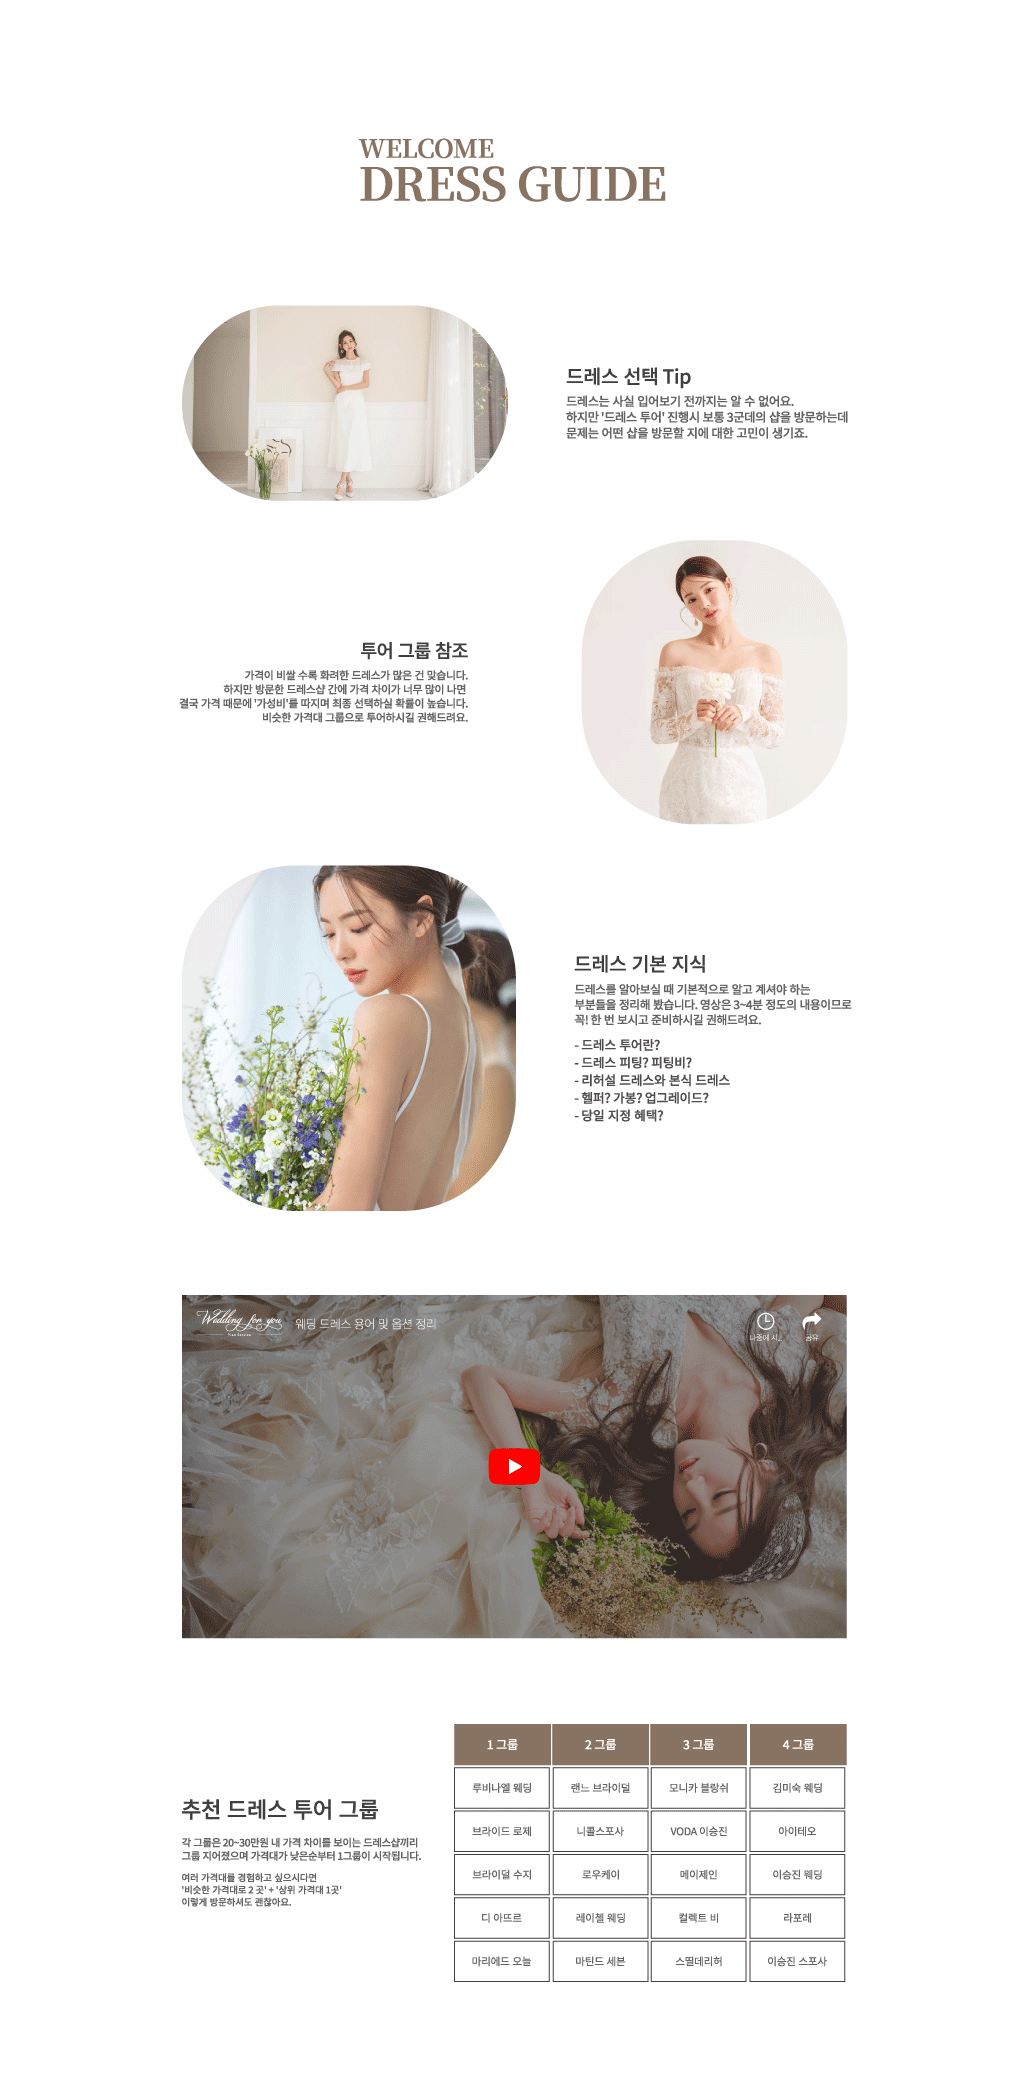 WELCOME
DRESS GUIDE
드레스 선택 Tip
드레스는 사실 입어보기 전까지는 알 수 없어요.
하지만 '드레스 투어' 진행시 보통 3군데의 샵을 방문하는데
문제는 어떤 샵을 방문할 지에 대한 고민이 생기죠.
투어 그룹 참조
가격이 비쌀 수록 화려한 드레스가 많은 건 맞습니다.
하지만 방문한 드레스샵 간에 가격 차이가 너무 많이 나면
결국 가격 때문에 '가성비'를 따지며 최종 선택하실 확률이 높습니다.
비슷한 가격대 그룹으로 투어하시길 권해드려요.
드레스 기본 지식
드레스를 알아보실 때 기본적으로 알고 계셔야 하는
부분들을 정리해 봤습니다. 영상은 3~4분 정도의 내용이므로
꼭! 한 번 보시고 준비하시길 권해드려요.
- 드레스 투어란?
- 드레스 피팅? 피팅비?
- 리허설 드레스와 본식 드레스
- 헬퍼? 가봉? 업그레이드?
- 당일 지정 혜택?
Wedding for you
웨딩 드레스 용어 및 옵션 정리
나중에 시..
공유
추천 드레스 투어 그룹
각 그룹은 20~30만원 내 가격 차이를 보이는 드레스샵끼리
그룹 지어졌으며 가격대가 낮은순부터 1그룹이 시작됩니다.
여러 가격대를 경험하고 싶으시다면
'비슷한 가격대로 2 곳' + '상위 가격대 1곳'
이렇게 방문하셔도 괜찮아요.
1 그룹 2 그룹 3 그룹 4 그룹
루비나엘 웨딩 랜느 브라이덜 모니카 블랑쉬 김미숙 웨딩
브라이드 로제 니콜스포사 VODA 이승진 아이테오
브라이덜 수지 로우케이 메이제인 이승진 웨딩
디 아뜨르 레이첼 웨딩 컬렉트 비 라포레
마리에드 오늘 마틴드 세븐 스띨데리허 이승진 스포사